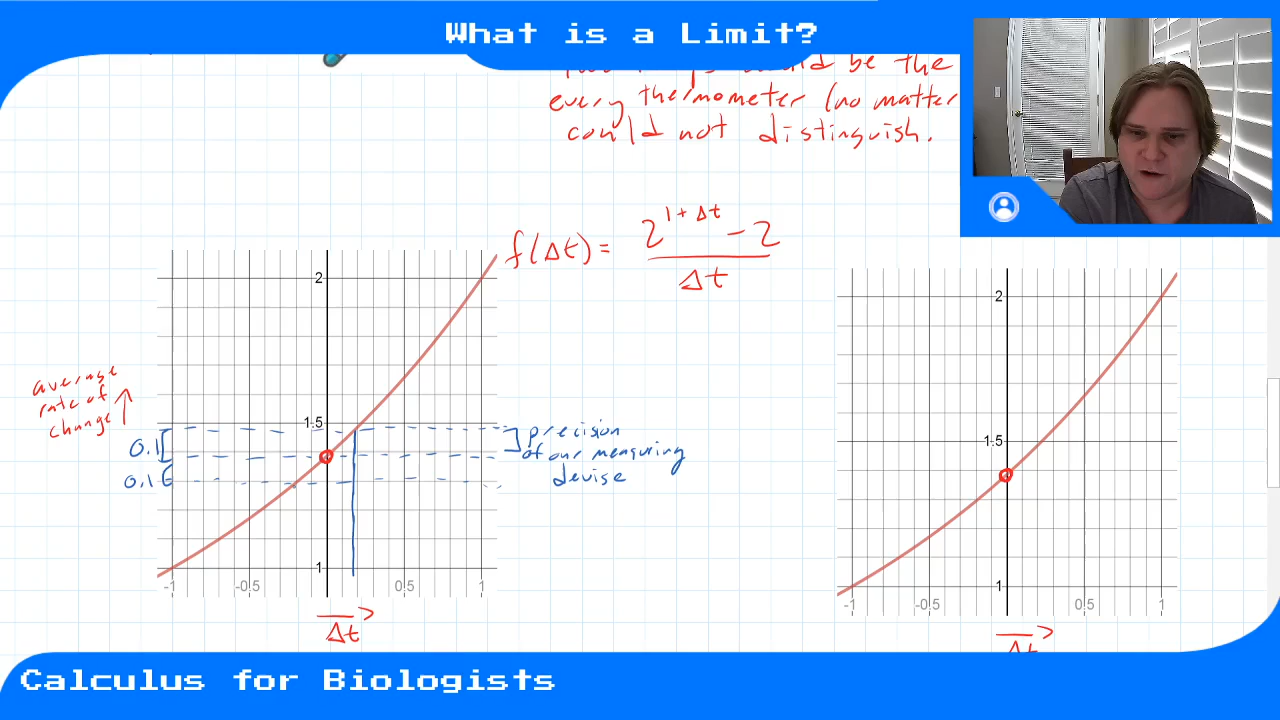 What is a Limit?
be the
every thermometer (no matter
could not distinguish.
f(Δt) = 2^(1+Δt) - 2 / Δt
2
1.5
1
-1 -0.5 0.5 1
average
rate of
change ↑
0.1
0.1
precision
of our measuring
devise
Δt
2
1.5
1
-1 -0.5 0.5 1
Δt
Calculus for Biologists